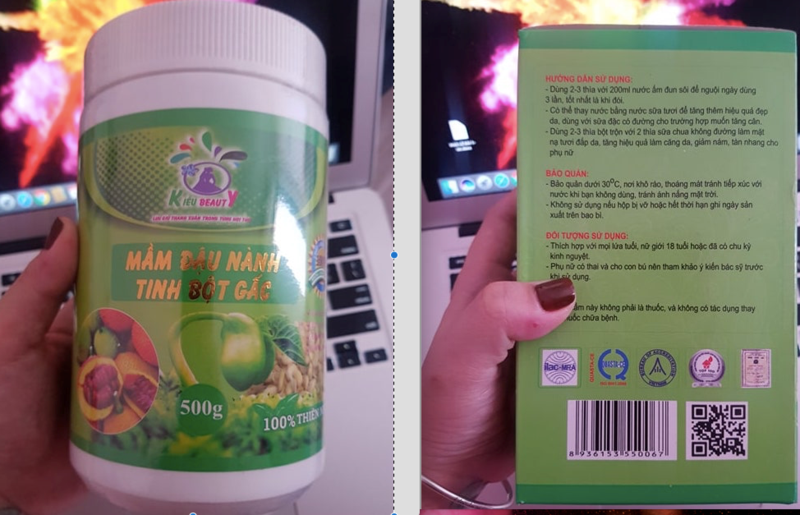 KIỀU BEAUTY
MẦM ĐẬU NÀNH
TINH BỘT GẤC
500g
100% THIÊN
HƯỚNG DẪN SỬ DỤNG:
- Dùng 2-3 thìa với 200ml nước ấm đun sôi để nguội ngày dùng
3 lần, tốt nhất là khi đói.
- Có thể thay nước bằng nước sữa tươi để tăng thêm hiệu quả đẹp
da, dùng với sữa đặc có đường cho trường hợp muốn tăng cân.
- Dùng 2-3 thìa bột trộn với 2 thìa sữa chua không đường làm mặt
nạ tươi đắp da, tăng hiệu quả làm căng da, giảm nám, tàn nhang cho
phụ nữ
BẢO QUẢN:
- Bảo quản dưới 30°C, nơi khô ráo, thoáng mát tránh tiếp xúc với
nước khi bạn không dùng, tránh ánh nắng mặt trời.
- Không sử dụng nếu hộp bị vỡ hoặc hết thời hạn ghi ngày sản
xuất trên bao bì.
ĐỐI TƯỢNG SỬ DỤNG:
- Thích hợp với mọi lứa tuổi, nữ giới 18 tuổi hoặc đã có chu kỳ
kinh nguyệt.
- Phụ nữ có thai và cho con bú nên tham khảo ý kiến bác sỹ trước
khi sử dụng.
này không phải là thuốc, và không có tác dụng thay
thuốc chữa bệnh.
ilac-MRA
8936153550067